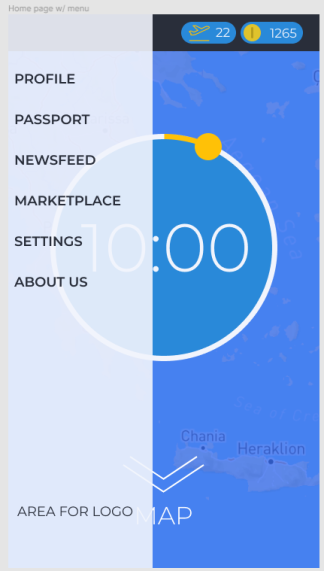 Home page w/ menu
22
1265
PROFILE
PASSPORT
NEWSFEED
MARKETPLACE
SETTINGS
ABOUT US
10:00
Chania
Heraklion
AREA FOR LOGO
MAP